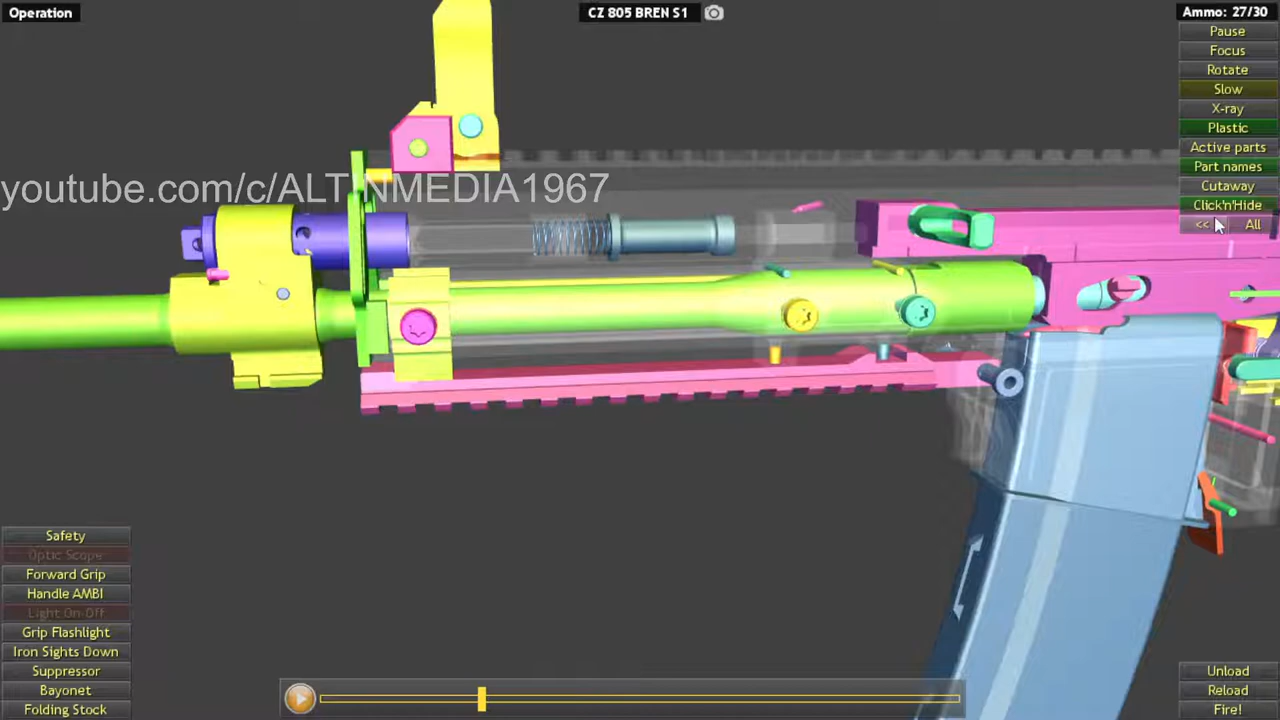 Operation
CZ 805 BREN S1
Ammo: 27/30
Pause
Focus
Rotate
Slow
X-ray
Plastic
Active parts
Part names
Cutaway
Click'n'Hide
<< All
youtube.com/c/ALTINMEDIA1967
Safety
Optic Scope
Forward Grip
Handle AMBI
Light On-Off
Grip Flashlight
Iron Sights Down
Suppressor
Bayonet
Folding Stock
Unload
Reload
Fire!